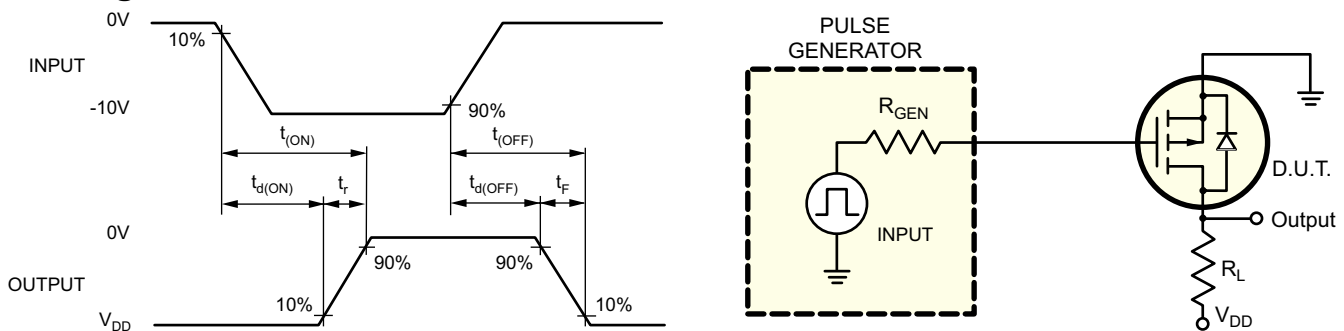 0V
10%
INPUT
-10V
90%
t(ON)
t(OFF)
td(ON)
tr
td(OFF)
tF
0V
90%
90%
OUTPUT
10%
10%
VDD
PULSE
GENERATOR
RGEN
INPUT
D.U.T.
Output
RL
VDD